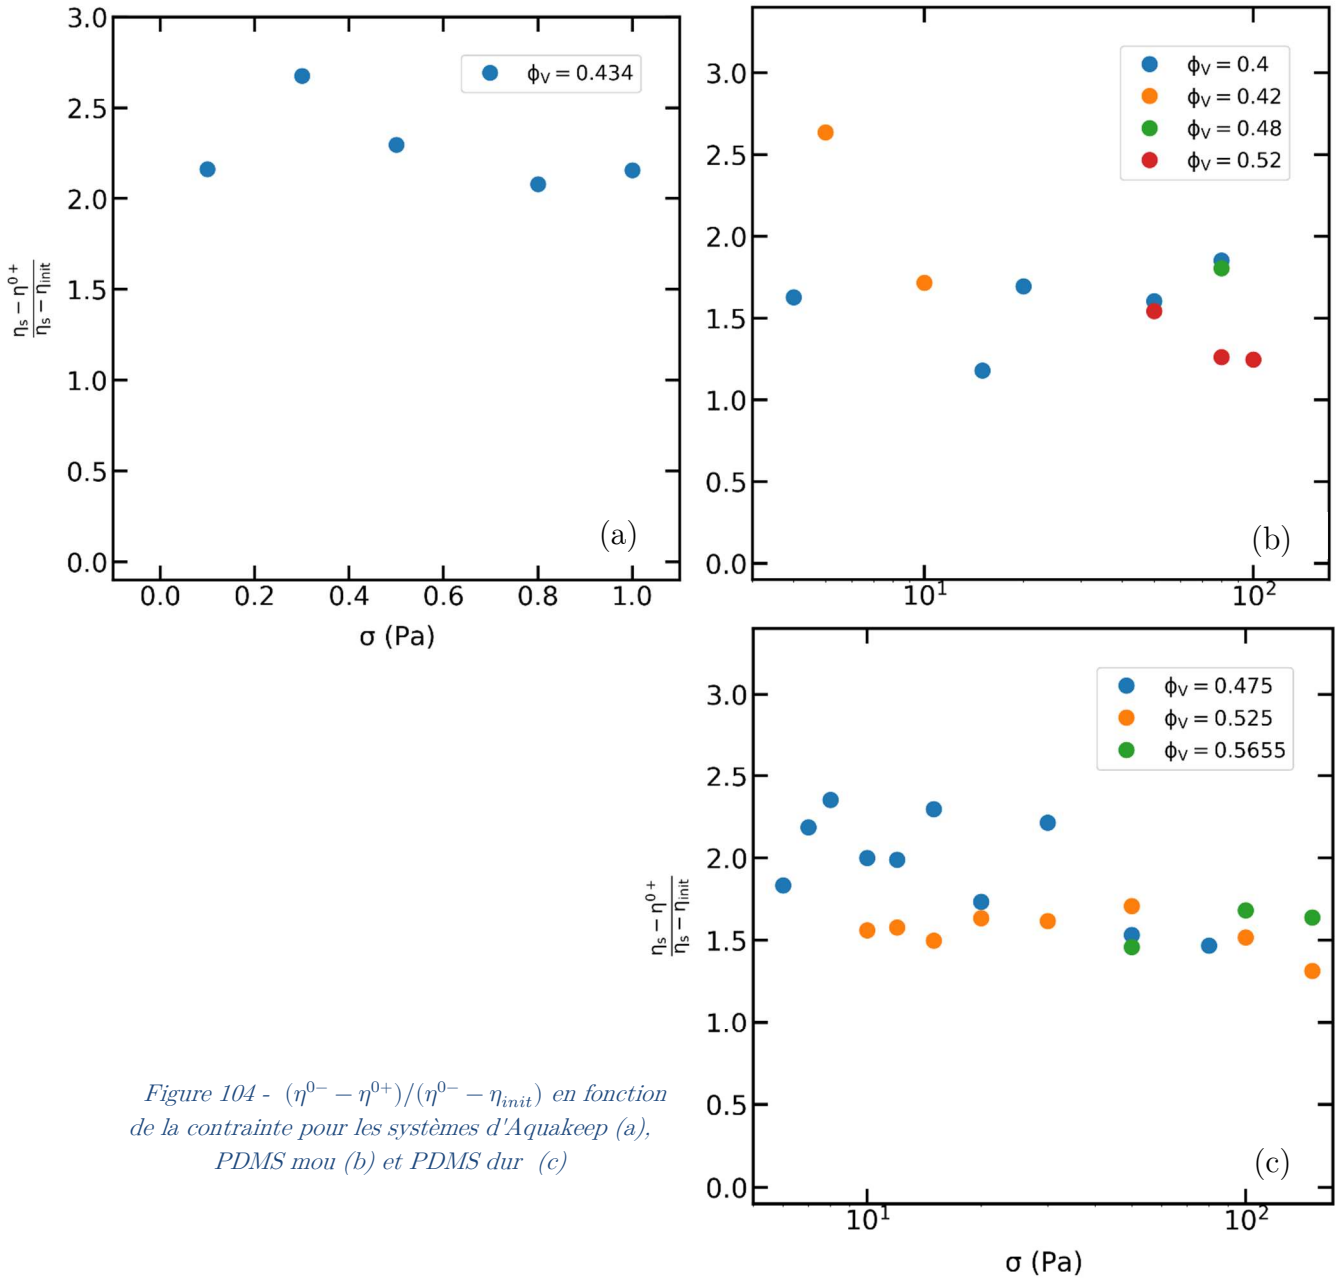 3.0
2.5
2.0
1.5
1.0
0.5
0.0
ηs − η0+
ηs − ηinit
ϕV = 0.434
(a)
0.0 0.2 0.4 0.6 0.8 1.0
σ (Pa)
3.0
2.5
2.0
1.5
1.0
0.5
0.0
ϕV = 0.4
ϕV = 0.42
ϕV = 0.48
ϕV = 0.52
(b)
10¹ 10²
3.0
2.5
2.0
1.5
1.0
0.5
0.0
ηs − η0+
ηs − ηinit
ϕV = 0.475
ϕV = 0.525
ϕV = 0.5655
(c)
10¹ 10²
σ (Pa)
Figure 104 - (η0− − η0+)/(η0− − ηinit) en fonction
de la contrainte pour les systèmes d'Aquakeep (a),
PDMS mou (b) et PDMS dur (c)